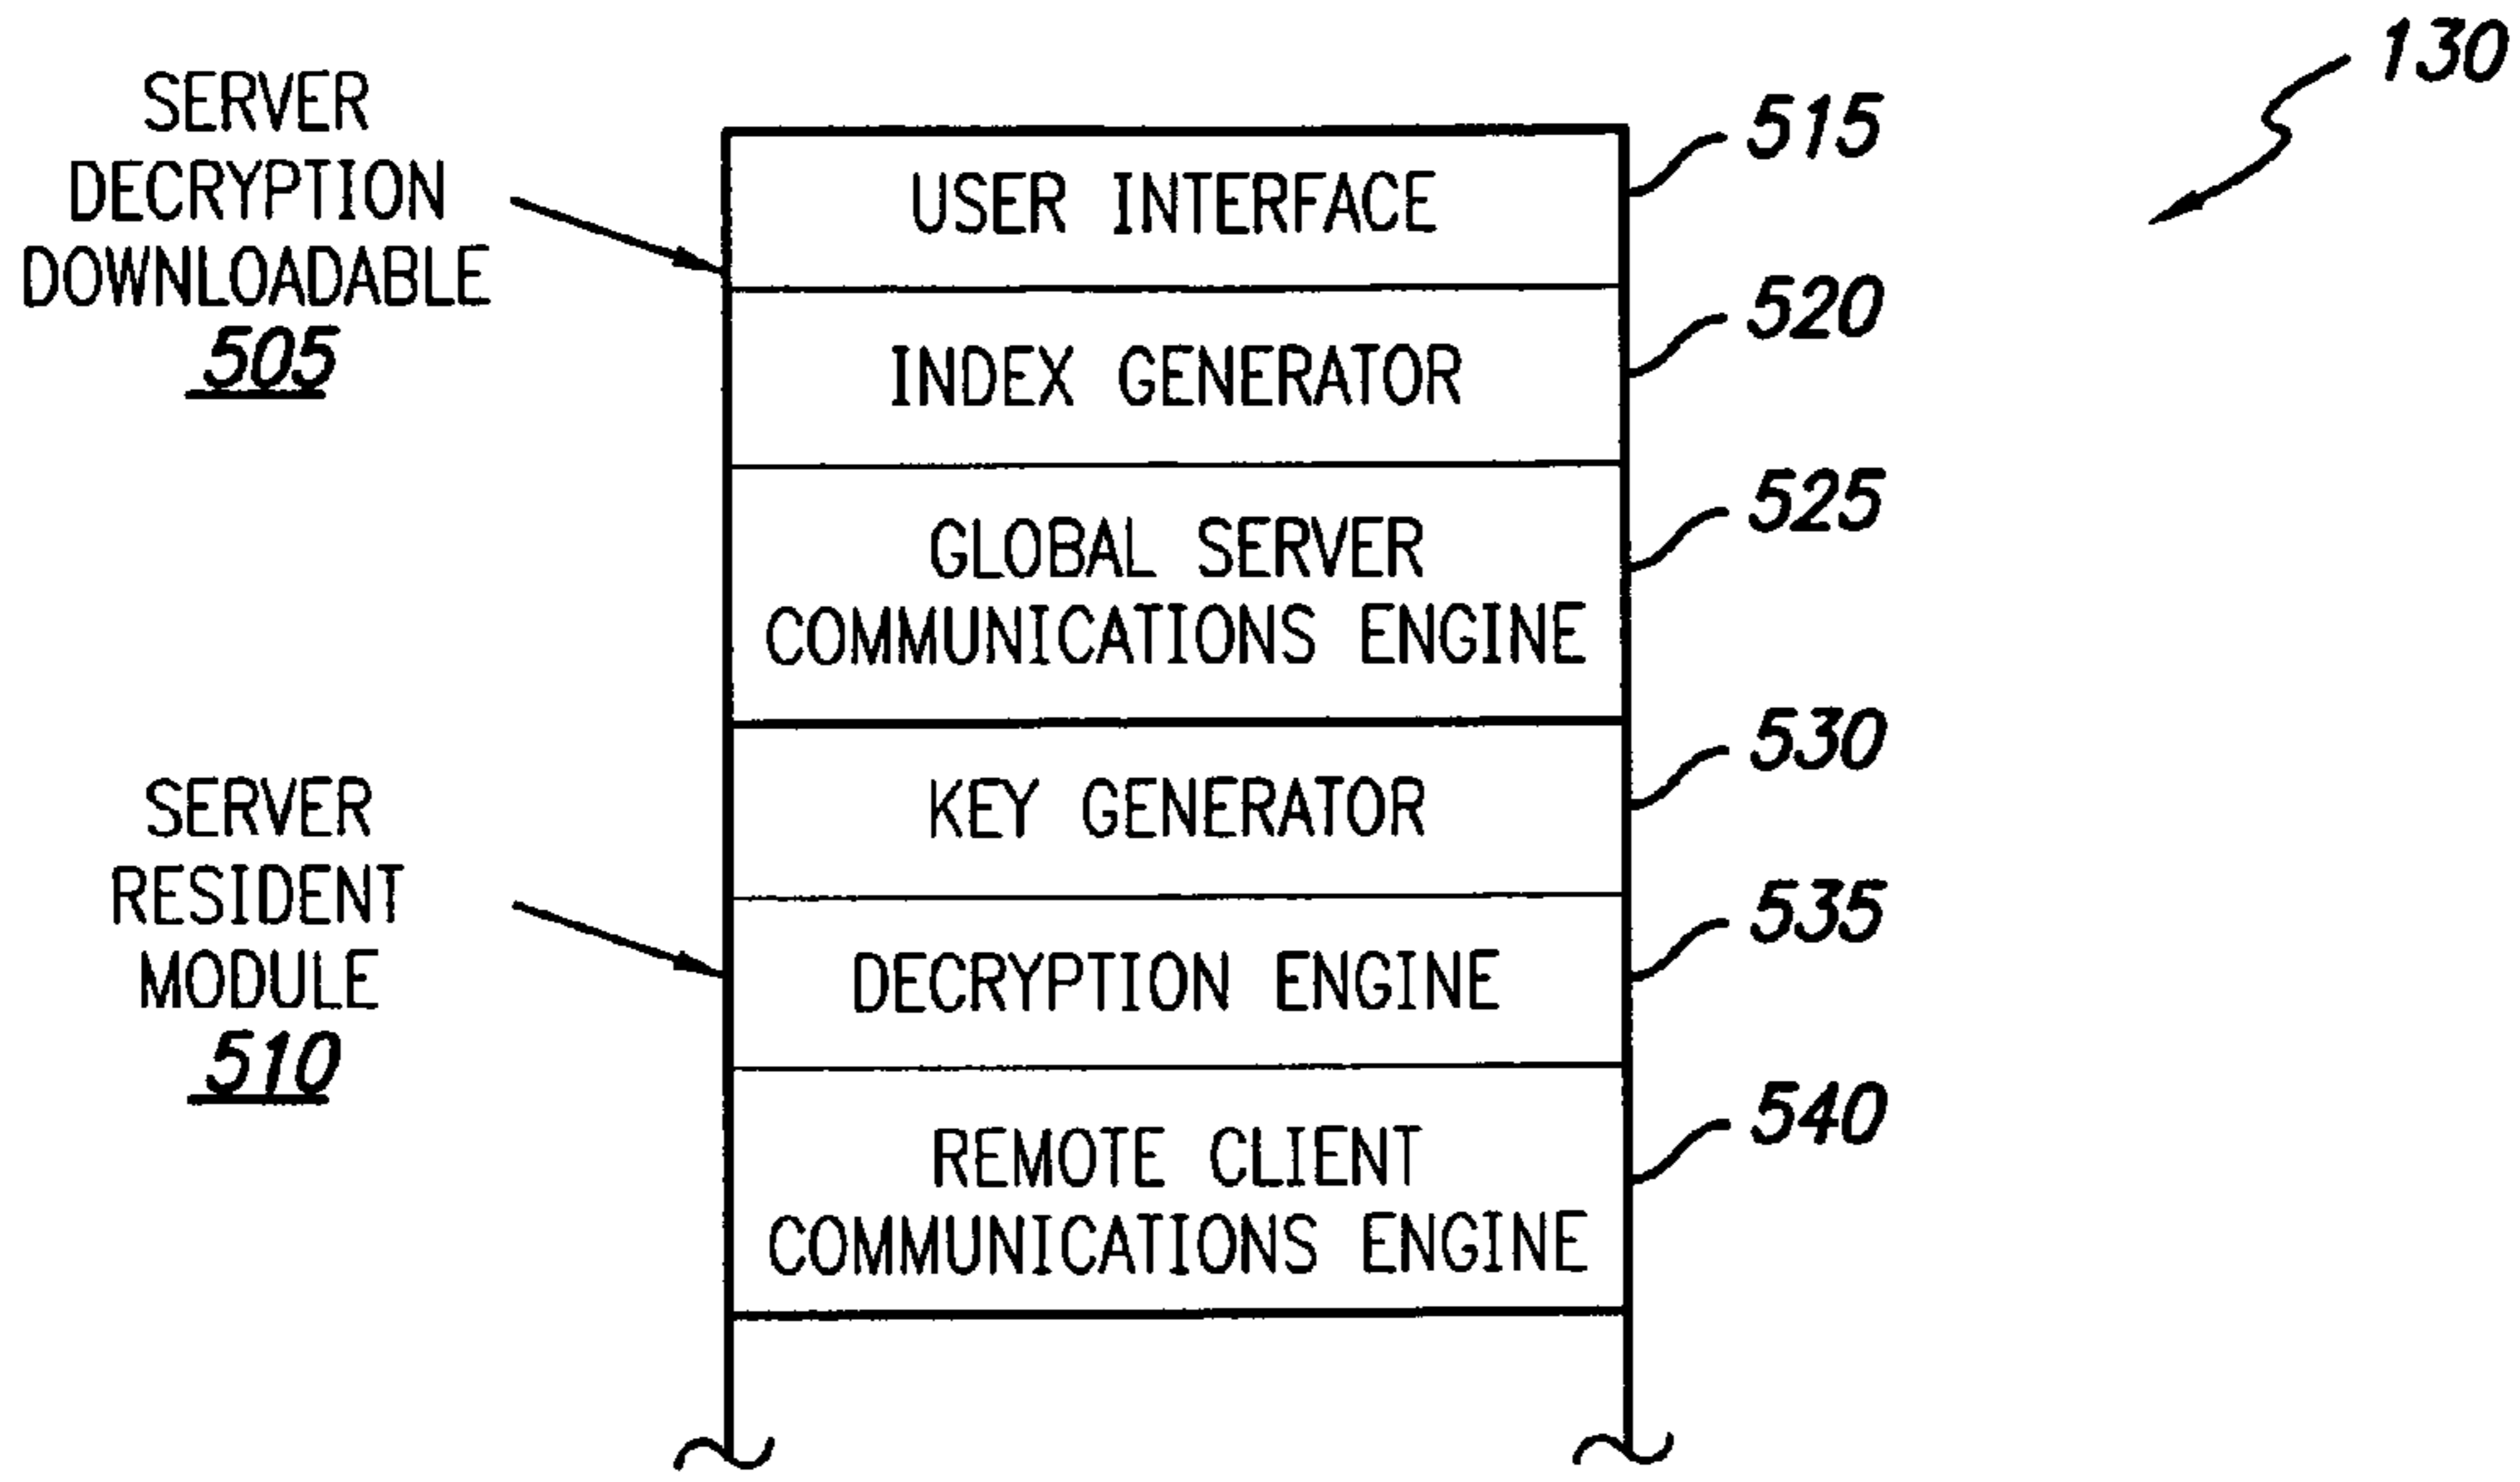 130
SERVER
DECRYPTION
DOWNLOADABLE
505
USER INTERFACE
515
INDEX GENERATOR
520
GLOBAL SERVER
COMMUNICATIONS ENGINE
525
SERVER
RESIDENT
MODULE
510
KEY GENERATOR
530
DECRYPTION ENGINE
535
REMOTE CLIENT
COMMUNICATIONS ENGINE
540